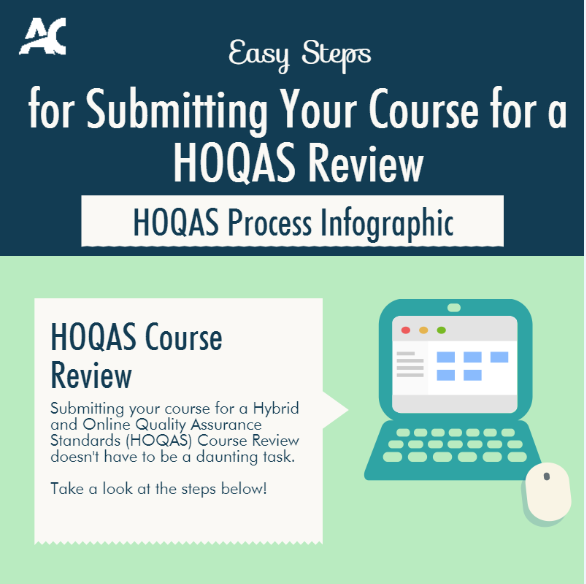 AC
Easy Steps
for Submitting Your Course for a
HOQAS Review
HOQAS Process Infographic
HOQAS Course
Review
Submitting your course for a Hybrid
and Online Quality Assurance
Standards (HOQAS) Course Review
doesn't have to be a daunting task.
Take a look at the steps below!